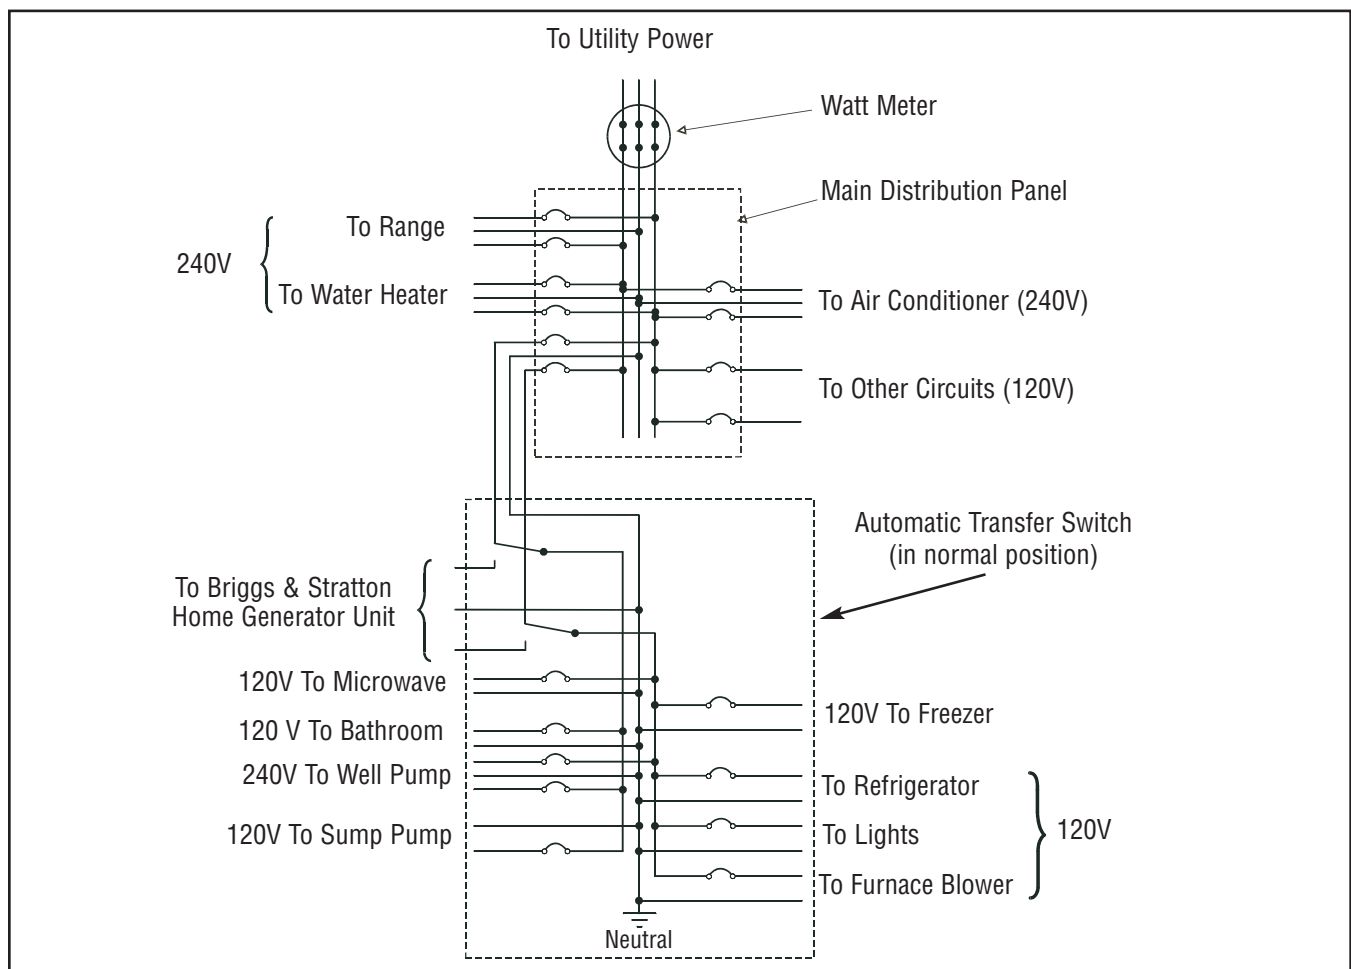 To Utility Power
Watt Meter
Main Distribution Panel
To Range
240V
To Water Heater
To Air Conditioner (240V)
To Other Circuits (120V)
Automatic Transfer Switch
(in normal position)
To Briggs & Stratton
Home Generator Unit
120V To Microwave
120V To Freezer
120 V To Bathroom
240V To Well Pump
To Refrigerator
120V To Sump Pump
To Lights
120V
To Furnace Blower
Neutral